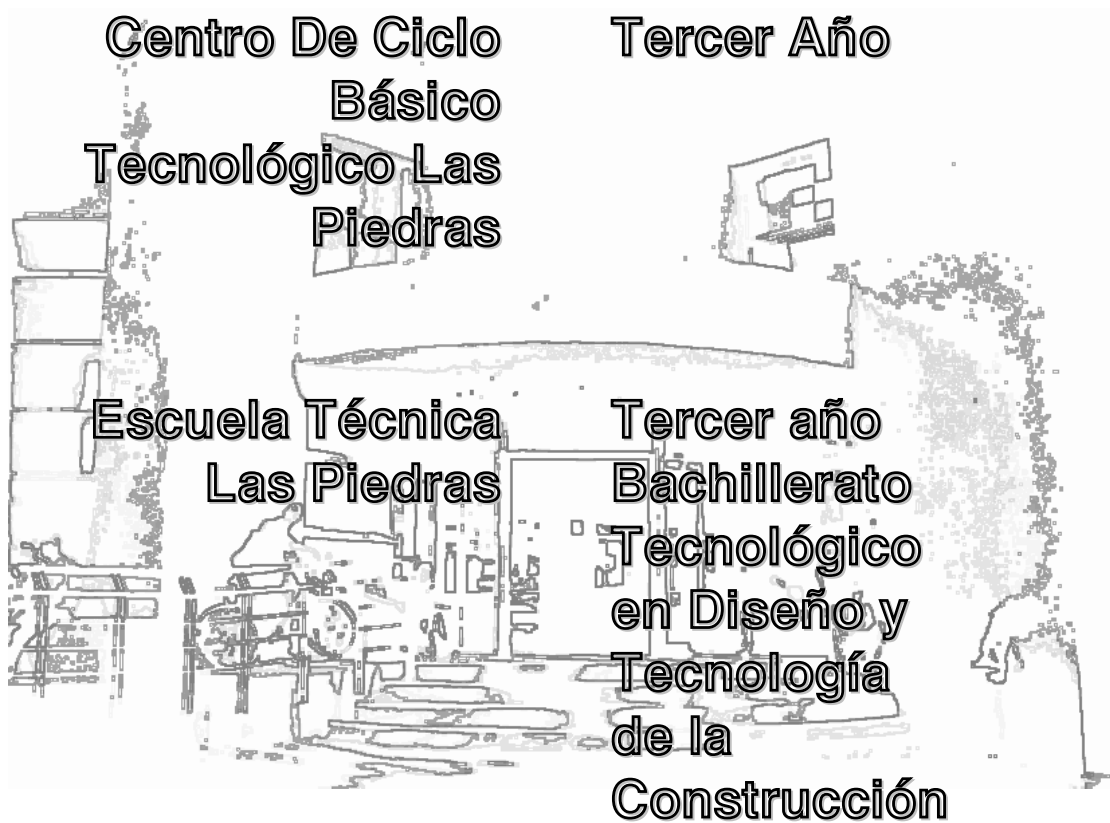 Centro De Ciclo
Básico
Tecnológico Las
Piedras
Tercer Año
Escuela Técnica
Las Piedras
Tercer año
Bachillerato
Tecnológico
en Diseño y
Tecnología
de la
Construcción